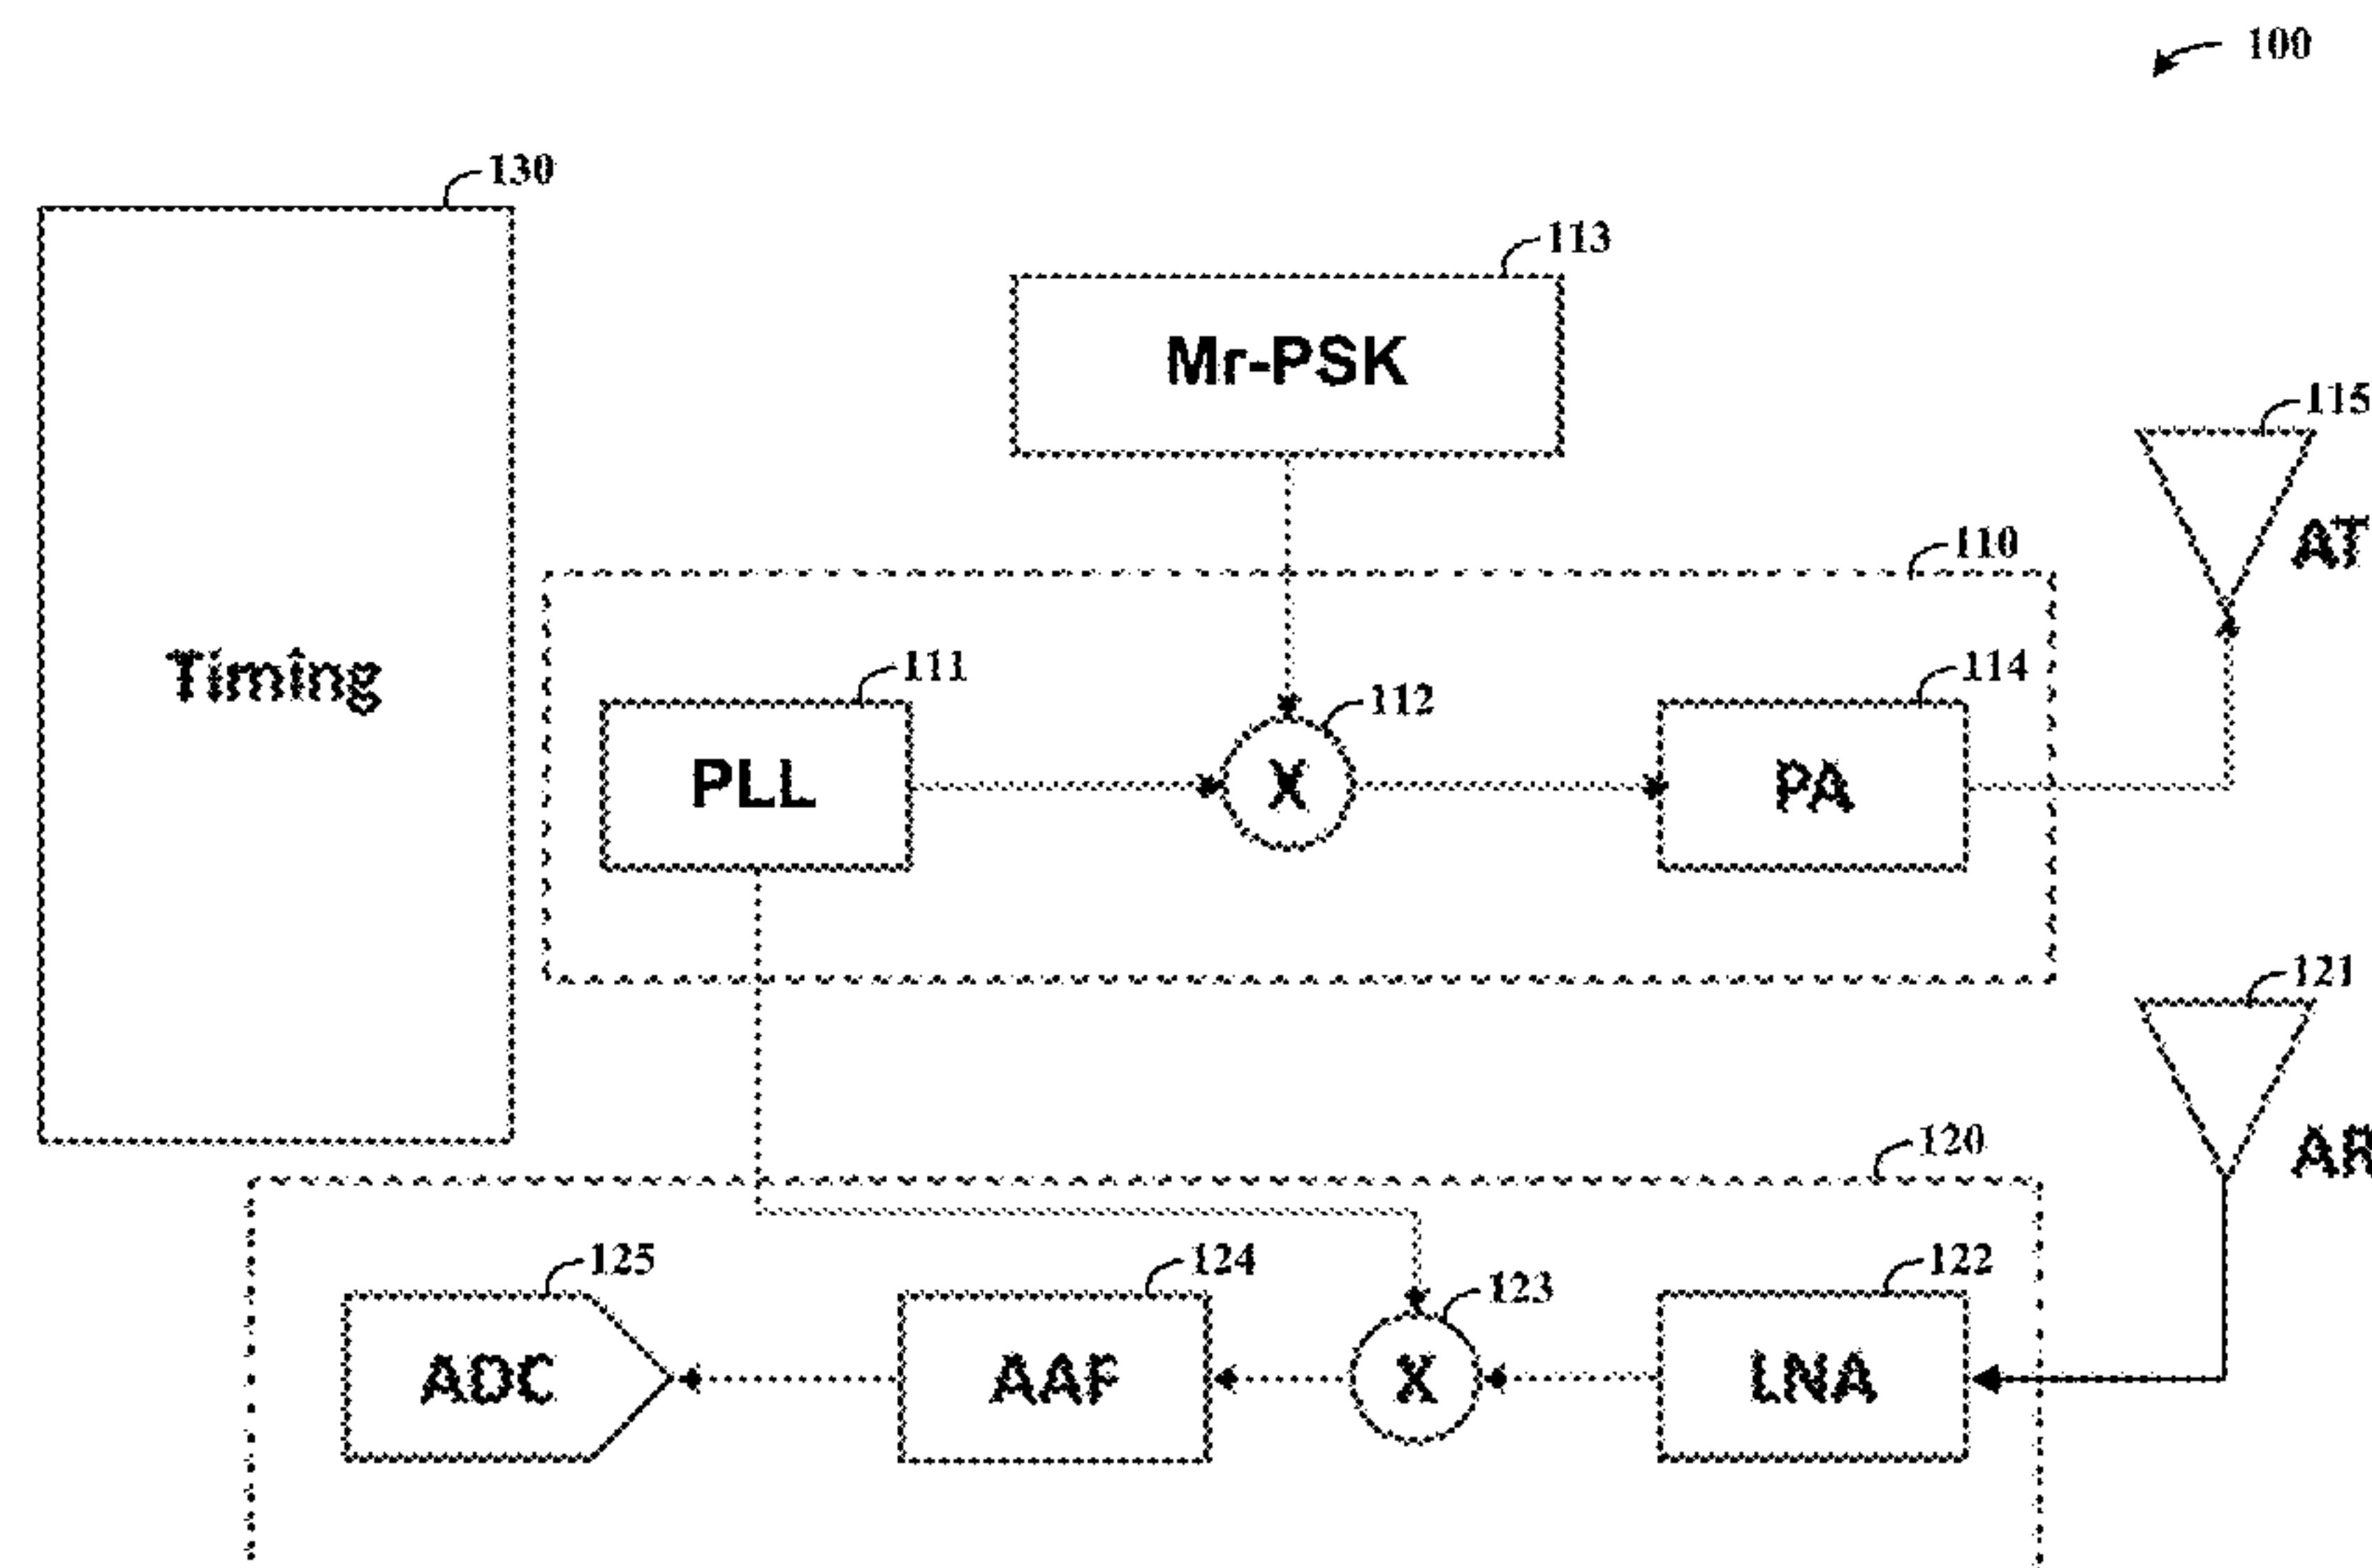 100
130
113
Mr-PSK
115
AT
110
Timing
111
112
114
PLL
X
PA
121
AR
120
125
124
123
122
ADC
AAF
X
LNA